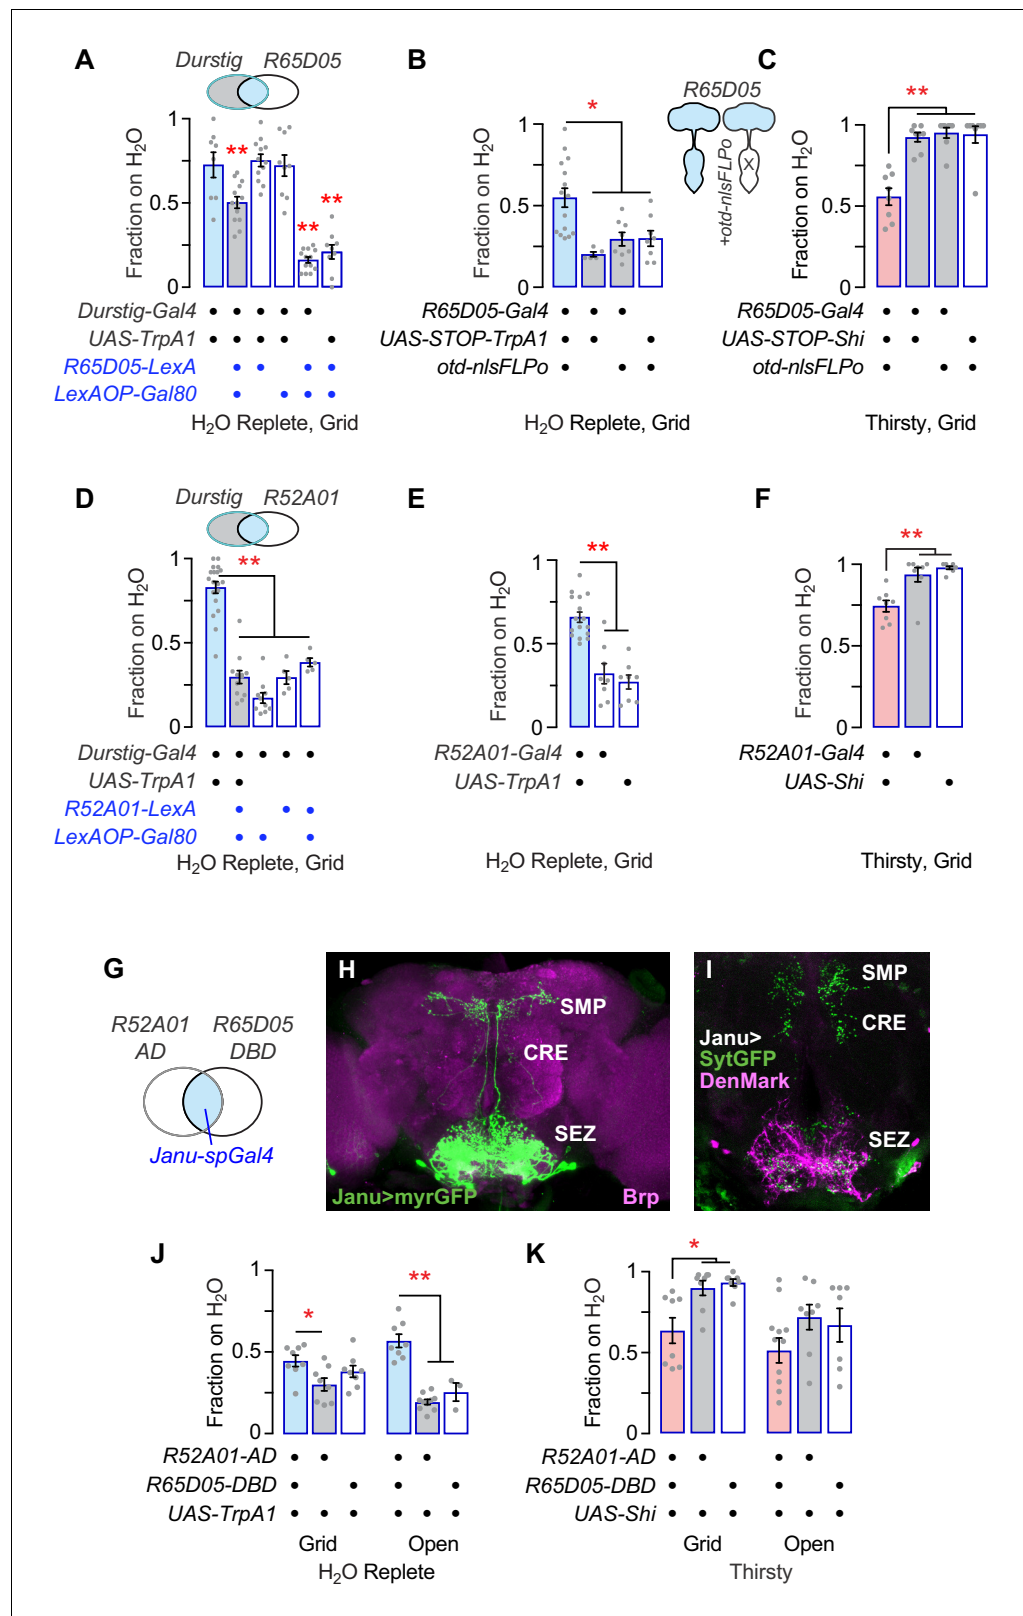 A
Durstig R65D05
Fraction on H2O
1
0.5
0
**
**
**
Durstig-Gal4
UAS-TrpA1
R65D05-LexA
LexAOP-Gal80
H2O Replete, Grid
B
Fraction on H2O
1
0.5
0
*
R65D05
X
+otd-nlsFLPo
R65D05-Gal4
UAS-STOP-TrpA1
otd-nlsFLPo
H2O Replete, Grid
C
Fraction on H2O
1
0.5
0
**
R65D05-Gal4
UAS-STOP-Shi
otd-nlsFLPo
Thirsty, Grid
D
Durstig R52A01
Fraction on H2O
1
0.5
0
**
Durstig-Gal4
UAS-TrpA1
R52A01-LexA
LexAOP-Gal80
H2O Replete, Grid
E
Fraction on H2O
1
0.5
0
**
R52A01-Gal4
UAS-TrpA1
H2O Replete, Grid
F
Fraction on H2O
1
0.5
0
**
R52A01-Gal4
UAS-Shi
Thirsty, Grid
G
R52A01 R65D05
AD DBD
Janu-spGal4
H
SMP
CRE
SEZ
Janu>myrGFP Brp
I
SMP
CRE
Janu>
SytGFP
DenMark
SEZ
J
Fraction on H2O
1
0.5
0
*
**
R52A01-AD
R65D05-DBD
UAS-TrpA1
Grid Open
H2O Replete
K
Fraction on H2O
1
0.5
0
*
R52A01-AD
R65D05-DBD
UAS-Shi
Grid Open
Thirsty